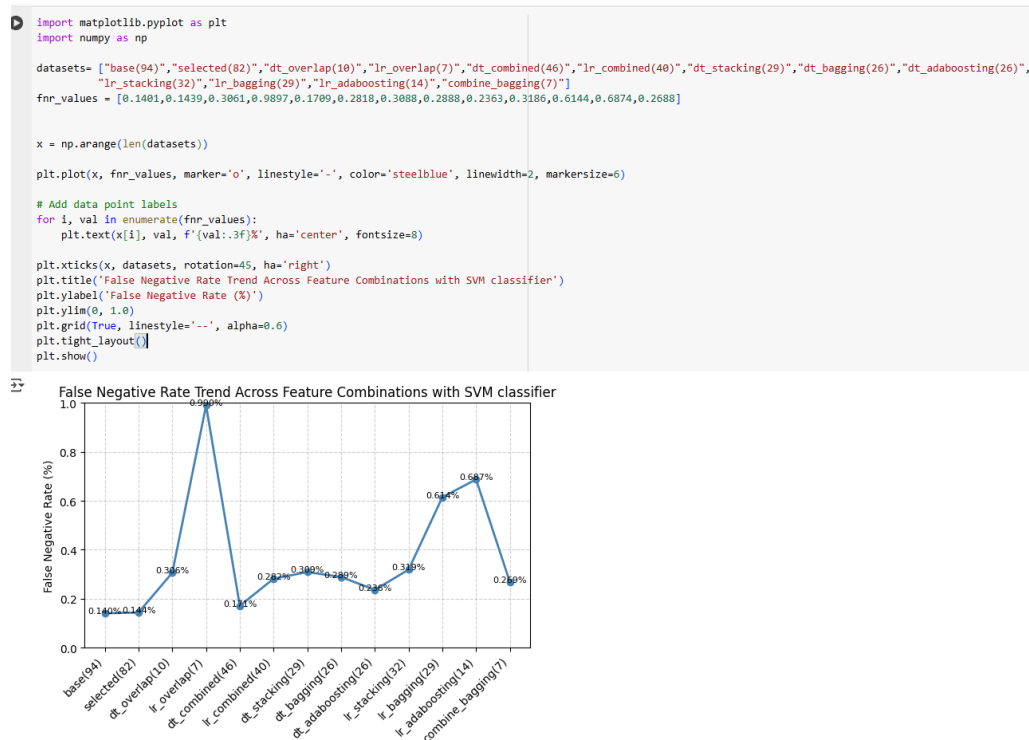 import matplotlib.pyplot as plt
import numpy as np
datasets= ["base(94)","selected(82)","dt_overlap(10)","lr_overlap(7)","dt_combined(46)","lr_combined(40)","dt_stacking(29)","dt_bagging(26)","dt_adaboosting(26)",
"lr_stacking(32)","lr_bagging(29)","lr_adaboosting(14)","combine_bagging(7)"]
fnr_values = [0.1401,0.1439,0.3061,0.9897,0.1709,0.2818,0.3088,0.2888,0.2363,0.3186,0.6144,0.6874,0.2688]
x = np.arange(len(datasets))
plt.plot(x, fnr_values, marker='o', linestyle='-', color='steelblue', linewidth=2, markersize=6)
# Add data point labels
for i, val in enumerate(fnr_values):
plt.text(x[i], val, f'{val:.3f}%', ha='center', fontsize=8)
plt.xticks(x, datasets, rotation=45, ha='right')
plt.title('False Negative Rate Trend Across Feature Combinations with SVM classifier')
plt.ylabel('False Negative Rate (%)')
plt.ylim(0, 1.0)
plt.grid(True, linestyle='--', alpha=0.6)
plt.tight_layout()
plt.show()
False Negative Rate Trend Across Feature Combinations with SVM classifier
False Negative Rate (%)
1.0
0.8
0.6
0.4
0.2
0.0
0.140%
0.144%
0.306%
0.990%
0.171%
0.282%
0.309%
0.289%
0.236%
0.319%
0.614%
0.687%
0.269%
base(94)
selected(82)
dt_overlap(10)
lr_overlap(7)
dt_combined(46)
lr_combined(40)
dt_stacking(29)
dt_bagging(26)
dt_adaboosting(26)
lr_stacking(32)
lr_bagging(29)
lr_adaboosting(14)
combine_bagging(7)